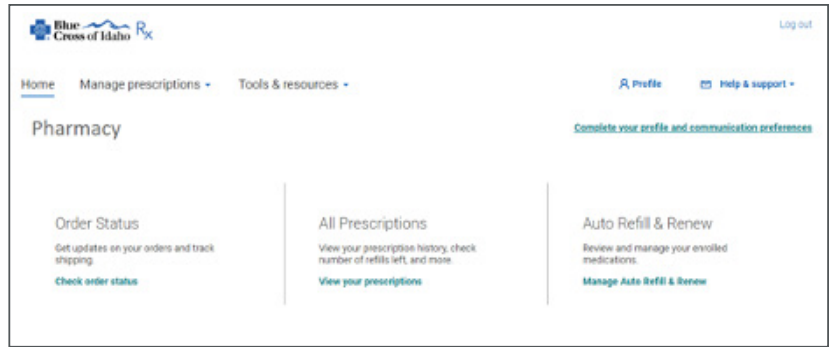 Blue
Cross of Idaho Rx
Log out
Home Manage prescriptions Tools & resources Profile Help & support
Pharmacy
Complete your profile and communication preferences
Order Status
Get updates on your orders and track
shipping.
Check order status
All Prescriptions
View your prescription history, check
number of refills left, and more.
View your prescriptions
Auto Refill & Renew
Review and manage your enrolled
medications.
Manage Auto Refill & Renew